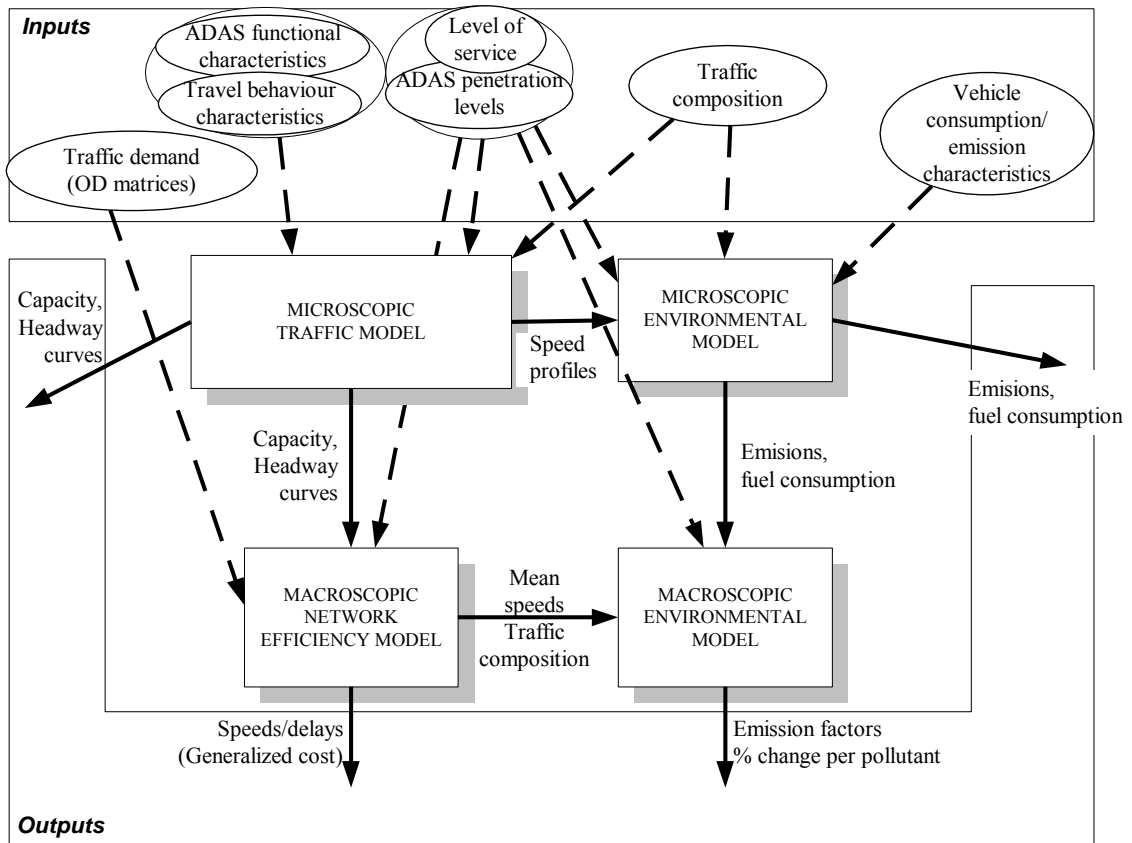 Inputs
ADAS functional
characteristics
Travel behaviour
characteristics
Level of
service
ADAS penetration
levels
Traffic
composition
Vehicle
consumption/
emission
characteristics
Traffic demand
(OD matrices)
Capacity,
Headway
curves
MICROSCOPIC
TRAFFIC MODEL
Speed
profiles
MICROSCOPIC
ENVIRONMENTAL
MODEL
Emisions,
fuel consumption
Capacity,
Headway
curves
Emisions,
fuel consumption
MACROSCOPIC
NETWORK
EFFICIENCY MODEL
Mean
speeds
Traffic
composition
MACROSCOPIC
ENVIRONMENTAL
MODEL
Speeds/delays
(Generalized cost)
Emission factors
% change per pollutant
Outputs